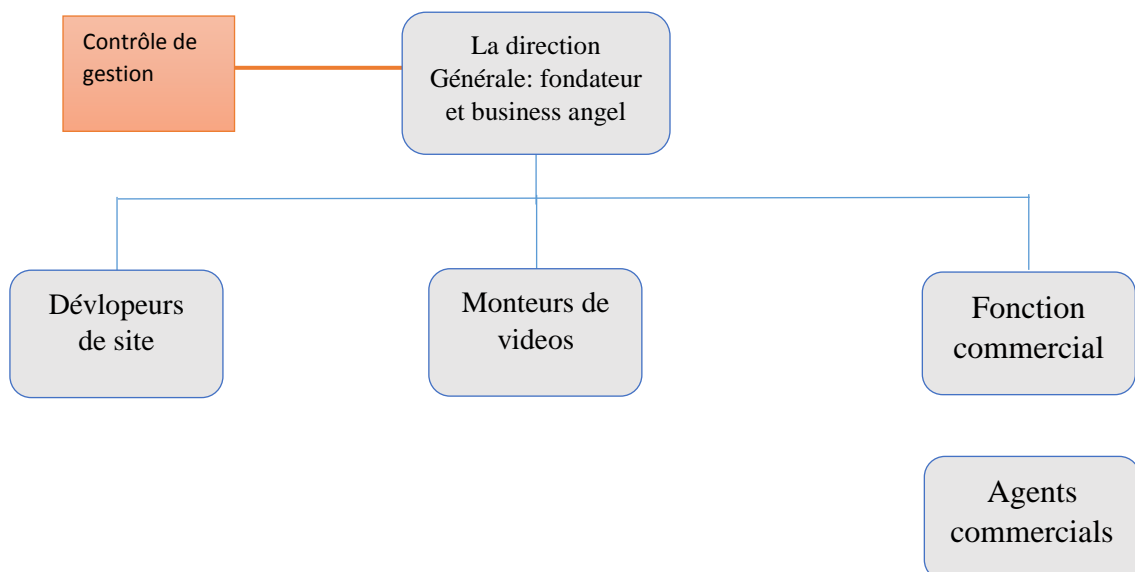 Contrôle de
gestion
La direction
Générale: fondateur
et business angel
Dévlopeurs
de site
Monteurs de
videos
Fonction
commercial
Agents
commercials